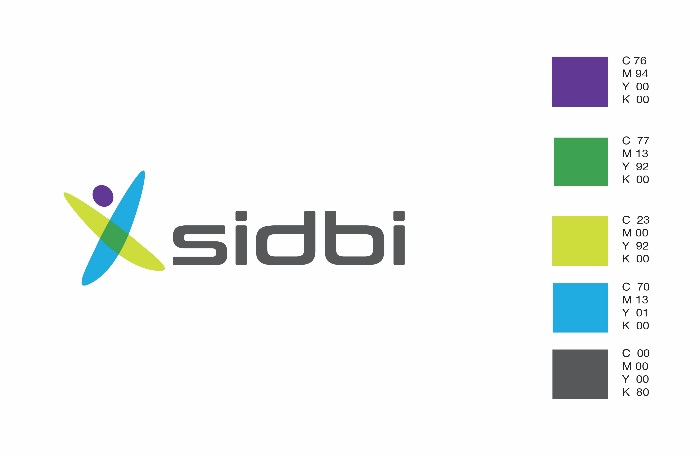 sidbi
C 76
M 94
Y 00
K 00
C 77
M 13
Y 92
K 00
C 23
M 00
Y 92
K 00
C 70
M 13
Y 01
K 00
C 00
M 00
Y 00
K 80